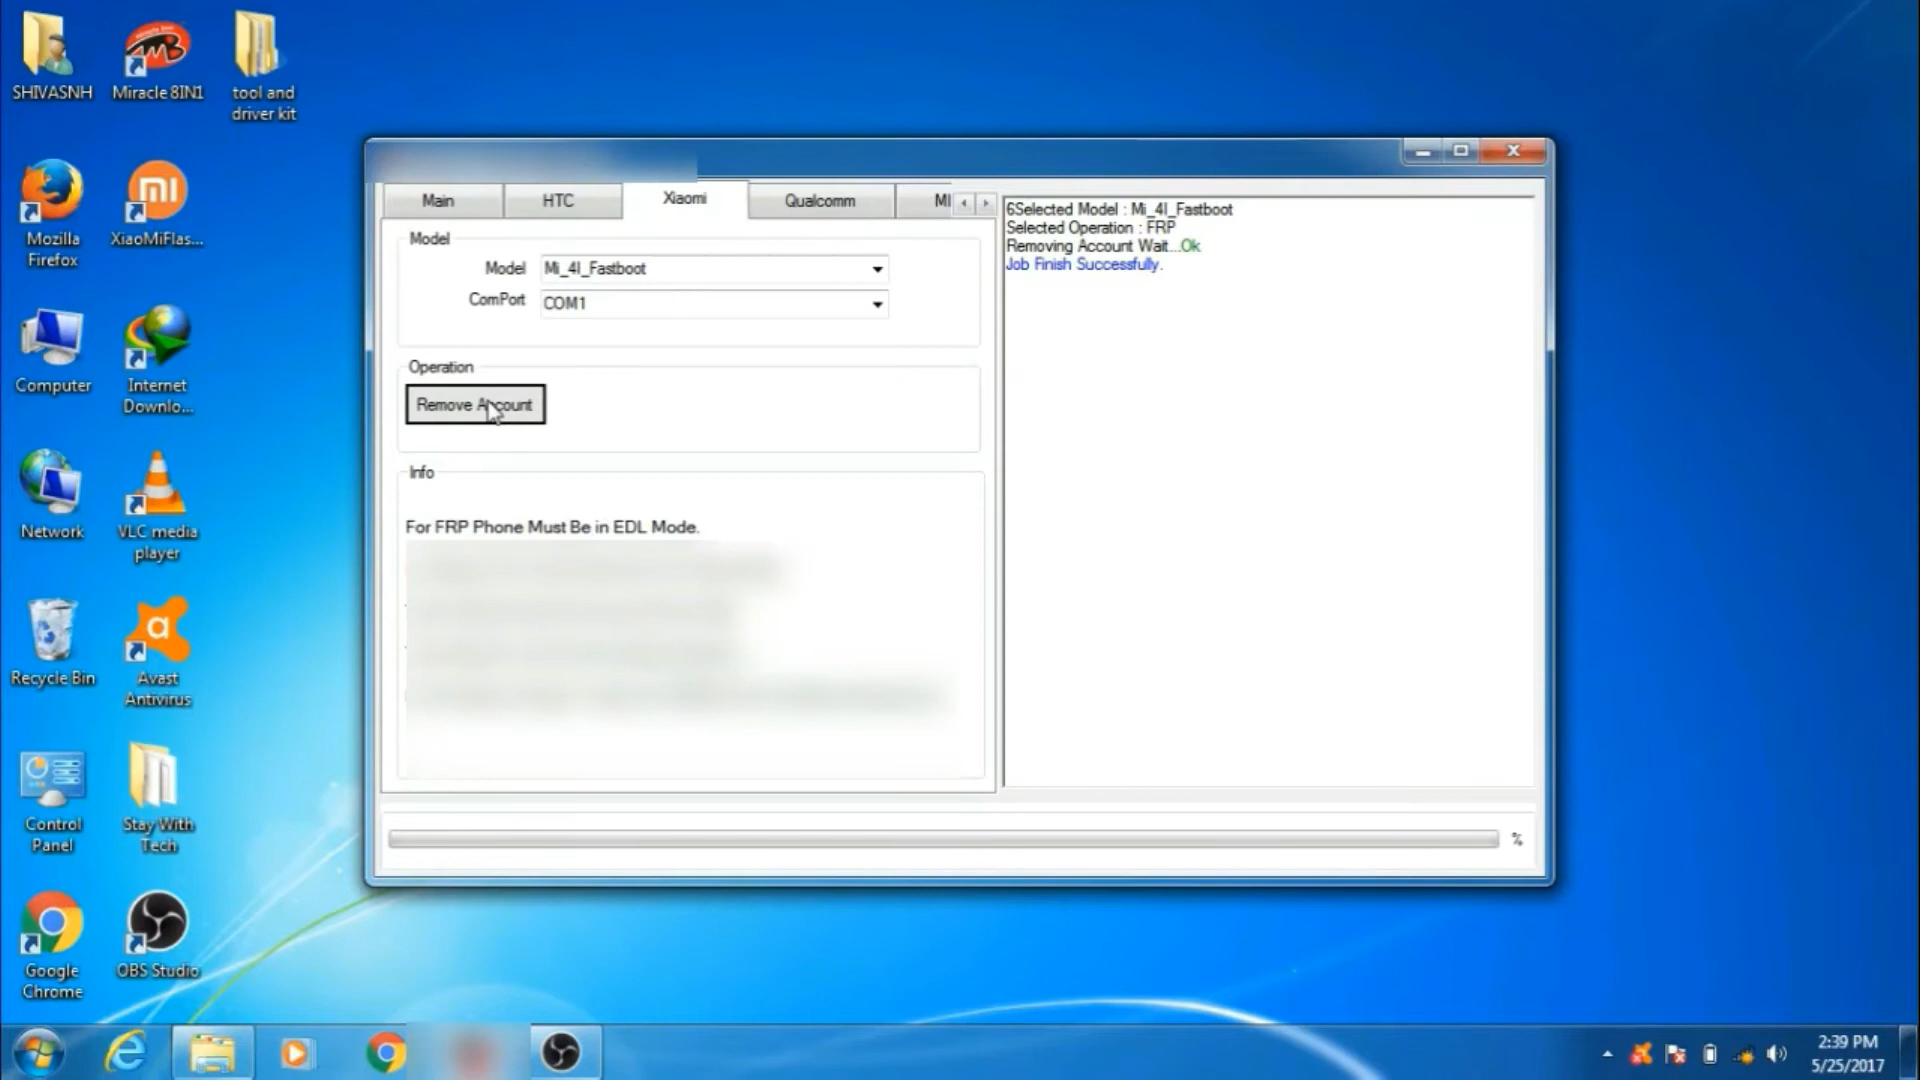 SHIVASNH
Miracle 8IN1
tool and
driver kit
Mozilla
Firefox
XiaoMiFlas...
Computer
Internet
Downlo...
Network
VLC media
player
Recycle Bin
Avast
Antivirus
Control
Panel
Stay With
Tech
Google
Chrome
OBS Studio
Main
HTC
Xiaomi
Qualcomm
Model
Model
Mi_4I_Fastboot
ComPort
COM1
Operation
Remove Account
Info
For FRP Phone Must Be in EDL Mode.
6Selected Model : Mi_4I_Fastboot
Selected Operation : FRP
Removing Account Wait...Ok
Job Finish Successfully.
%
2:39 PM
5/25/2017